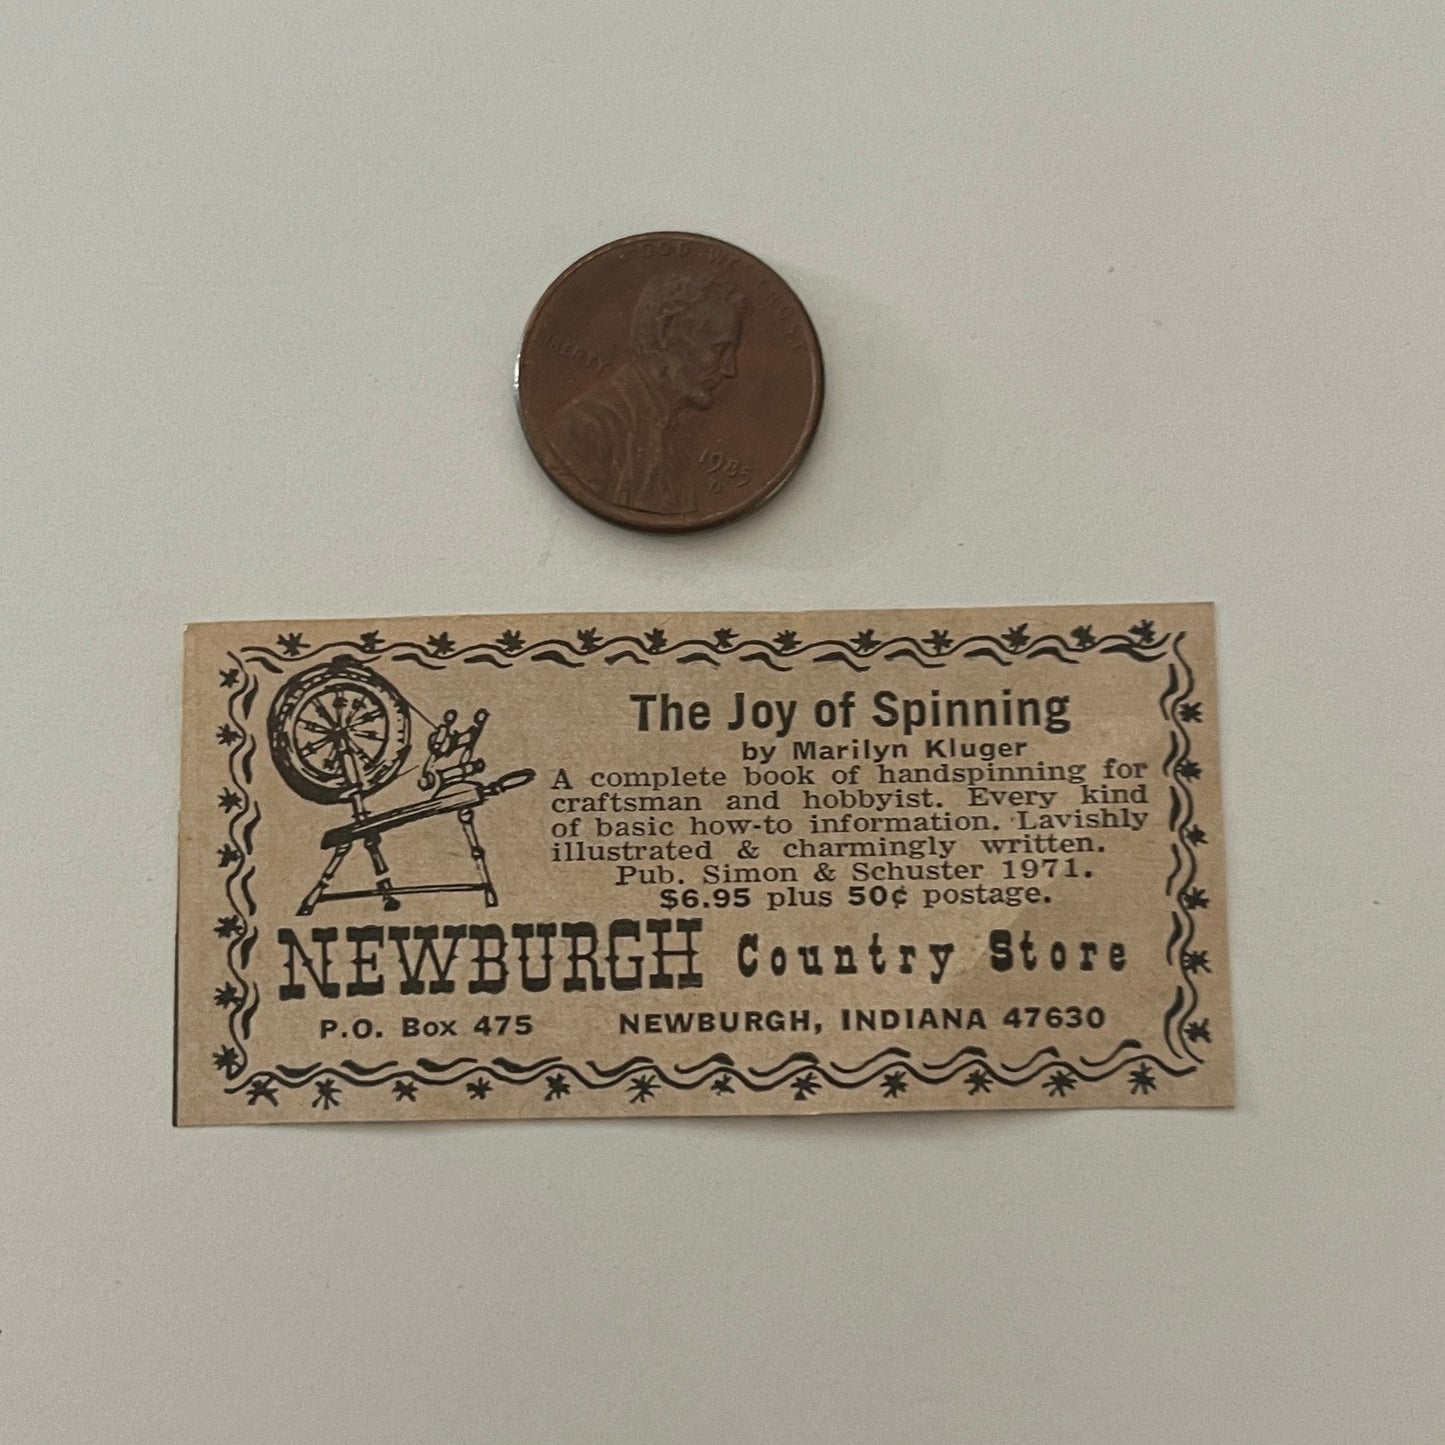 GOD WE TRUST
LIBERTY
1985
D
The Joy of Spinning
by Marilyn Kluger
A complete book of handspinning for
craftsman and hobbyist. Every kind
of basic how-to information. Lavishly
illustrated & charmingly written.
Pub. Simon & Schuster 1971.
$6.95 plus 50¢ postage.
NEWBURGH Country Store
P.O. Box 475 NEWBURGH, INDIANA 47630